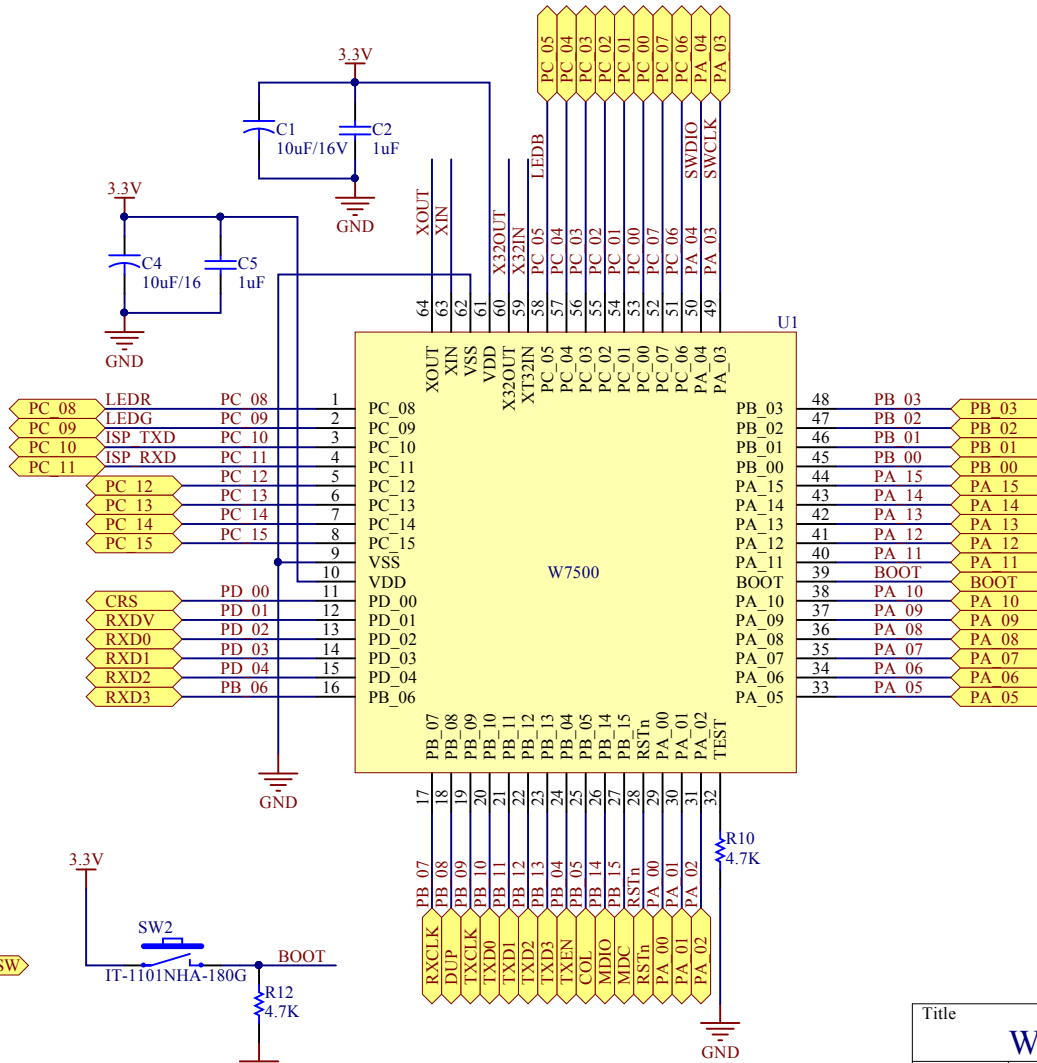 PC_05
PC_04
PC_03
PC_02
PC_01
PC_00
PC_07
PC_06
PA_04
PA_03
3.3V
C1
10uF/16V
C2
1uF
GND
3.3V
C4
10uF/16
C5
1uF
GND
XOUT
XIN
X32OUT
X32IN
LEDB
SWDIO
SWCLK
PC_05
PC_04
PC_03
PC_02
PC_01
PC_00
PC_07
PC_06
PA_04
PA_03
64
63
62
61
60
59
58
57
56
55
54
53
52
51
50
49
U1
XOUT
XIN
VSS
VDD
X32OUT
XT32IN
PC_05
PC_04
PC_03
PC_02
PC_01
PC_00
PC_07
PC_06
PA_04
PA_03
PC_08 LEDR PC_08 1 PC_08
PC_09 LEDG PC_09 2 PC_09
PC_10 ISP_TXD PC_10 3 PC_10
PC_11 ISP_RXD PC_11 4 PC_11
PC_12 PC_12 5 PC_12
PC_13 PC_13 6 PC_13
PC_14 PC_14 7 PC_14
PC_15 PC_15 8 PC_15
9 VSS
10 VDD
CRS PD_00 11 PD_00
RXDV PD_01 12 PD_01
RXD0 PD_02 13 PD_02
RXD1 PD_03 14 PD_03
RXD2 PD_04 15 PD_04
RXD3 PB_06 16 PB_06
W7500
PB_03 48 PB_03 PB_03
PB_02 47 PB_02 PB_02
PB_01 46 PB_01 PB_01
PB_00 45 PB_00 PB_00
PA_15 44 PA_15 PA_15
PA_14 43 PA_14 PA_14
PA_13 42 PA_13 PA_13
PA_12 41 PA_12 PA_12
PA_11 40 PA_11 PA_11
BOOT 39 BOOT BOOT
PA_10 38 PA_10 PA_10
PA_09 37 PA_09 PA_09
PA_08 36 PA_08 PA_08
PA_07 35 PA_07 PA_07
PA_06 34 PA_06 PA_06
PA_05 33 PA_05 PA_05
PB_07
PB_08
PB_09
PB_10
PB_11
PB_12
PB_13
PB_04
PB_05
PB_14
PB_15
RSTn
PA_00
PA_01
PA_02
TEST
17
18
19
20
21
22
23
24
25
26
27
28
29
30
31
32
GND
R10
4.7K
PB_07
PB_08
PB_09
PB_10
PB_11
PB_12
PB_13
PB_04
PB_05
PB_14
PB_15
RSTn
PA_00
PA_01
PA_02
RXCLK
DUP
TXCLK
TXD0
TXD1
TXD2
TXD3
TXEN
COL
MDIO
MDC
RSTn
PA_00
PA_01
PA_02
GND
3.3V
SW2
IT-1101NHA-180G
BOOT
R12
4.7K
SW
Title
W